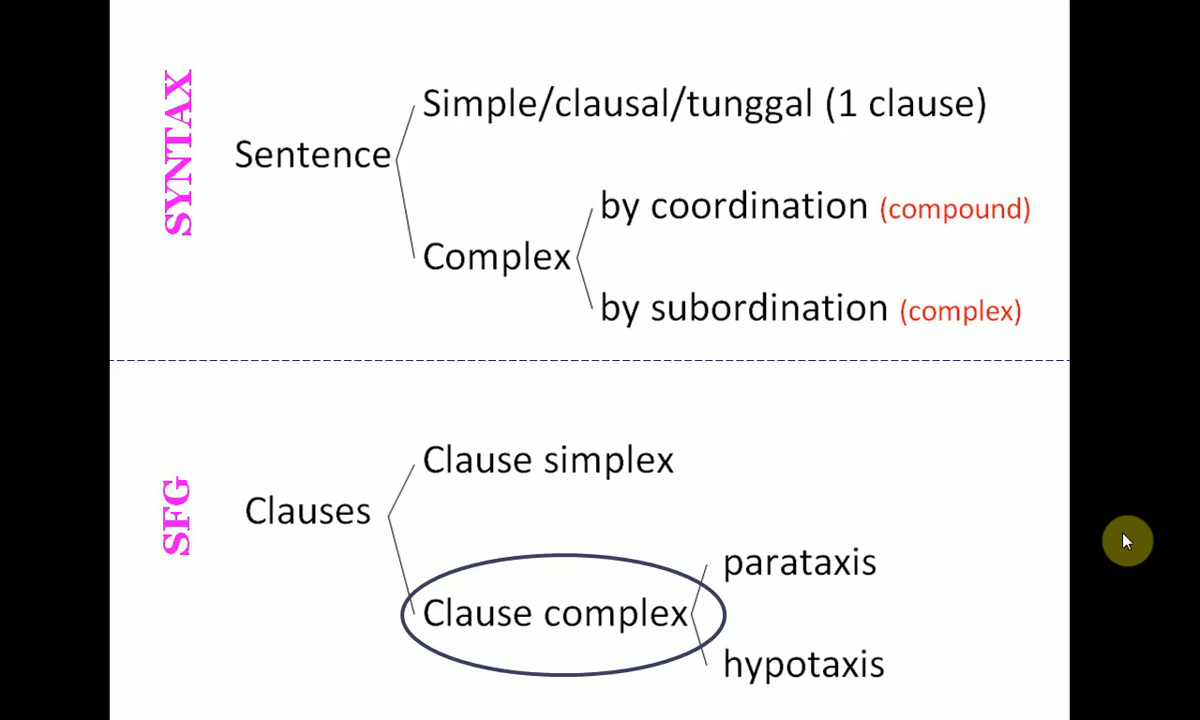 SYNTAX
Simple/clausal/tunggal (1 clause)
Sentence
by coordination (compound)
Complex
by subordination (complex)
SFG
Clause simplex
Clauses
parataxis
Clause complex
hypotaxis